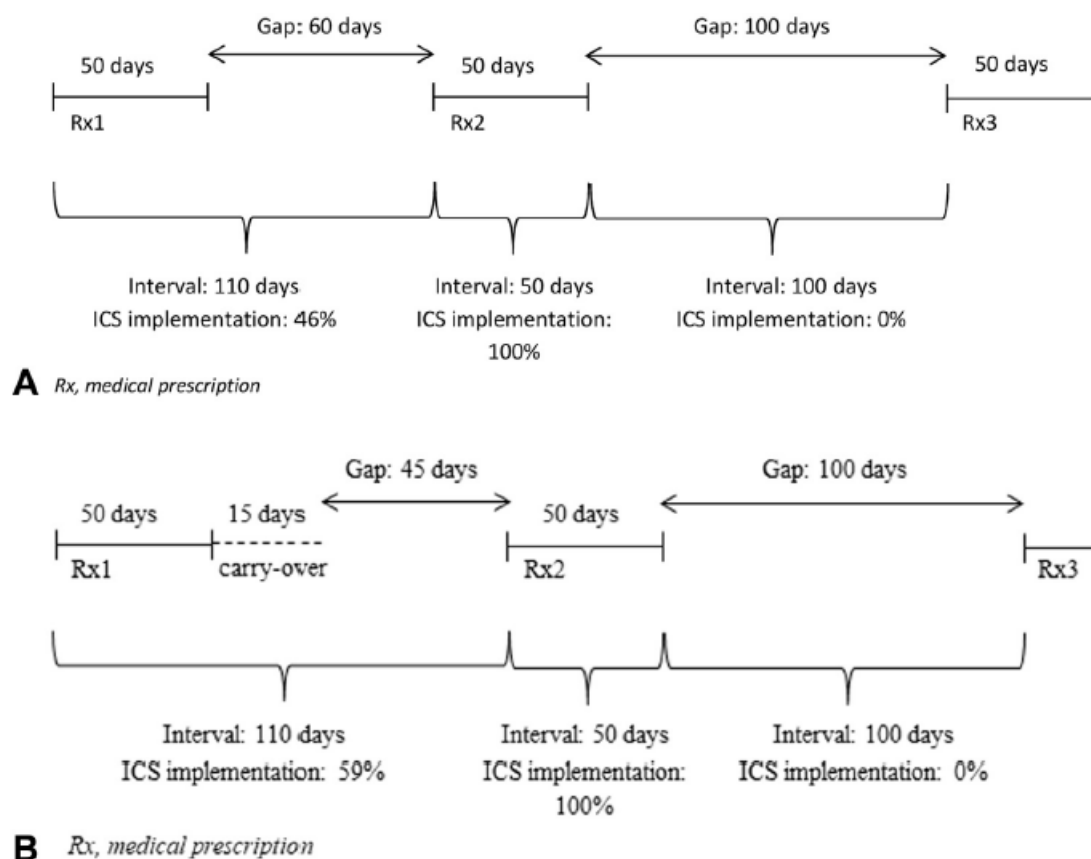 Gap: 60 days
Gap: 100 days
50 days
50 days
50 days
Rx1
Rx2
Rx3
Interval: 110 days
Interval: 50 days
Interval: 100 days
ICS implementation: 46%
ICS implementation:
ICS implementation: 0%
100%
A Rx, medical prescription
Gap: 45 days
Gap: 100 days
50 days
15 days
50 days
Rx1
carry-over
Rx2
Rx3
Interval: 110 days
Interval: 50 days
Interval: 100 days
ICS implementation: 59%
ICS implementation:
ICS implementation: 0%
100%
B Rx, medical prescription